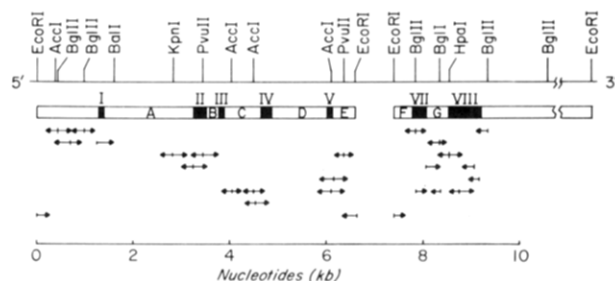 EcoRI AccI BglII BglII BalI KpnI PvuII AccI AccI AccI PvuII EcoRI EcoRI BglII BglI HpaI BglII BglII EcoRI
5' 3'
I II III IV V VII VIII
A B C D E F G
0 2 4 6 8 10
Nucleotides (kb)